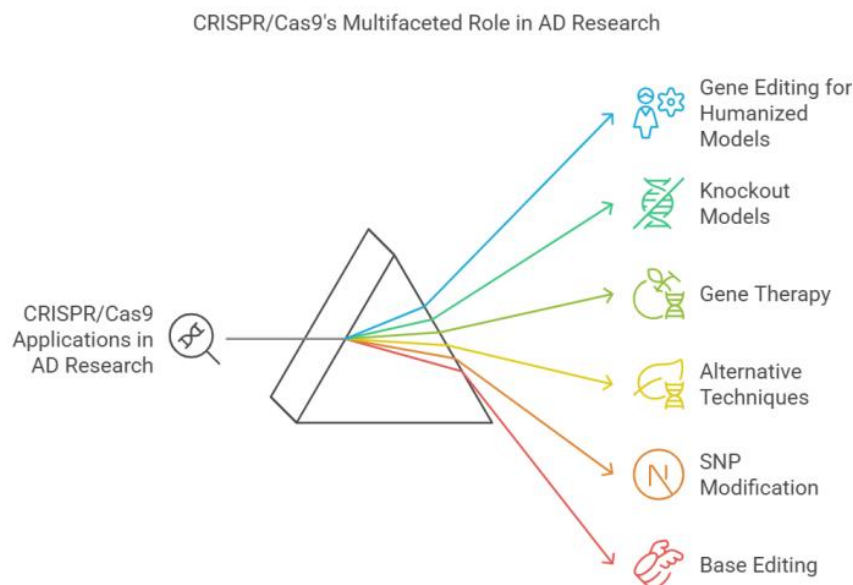 CRISPR/Cas9's Multifaceted Role in AD Research
CRISPR/Cas9
Applications in
AD Research
Gene Editing for
Humanized
Models
Knockout
Models
Gene Therapy
Alternative
Techniques
SNP
Modification
Base Editing